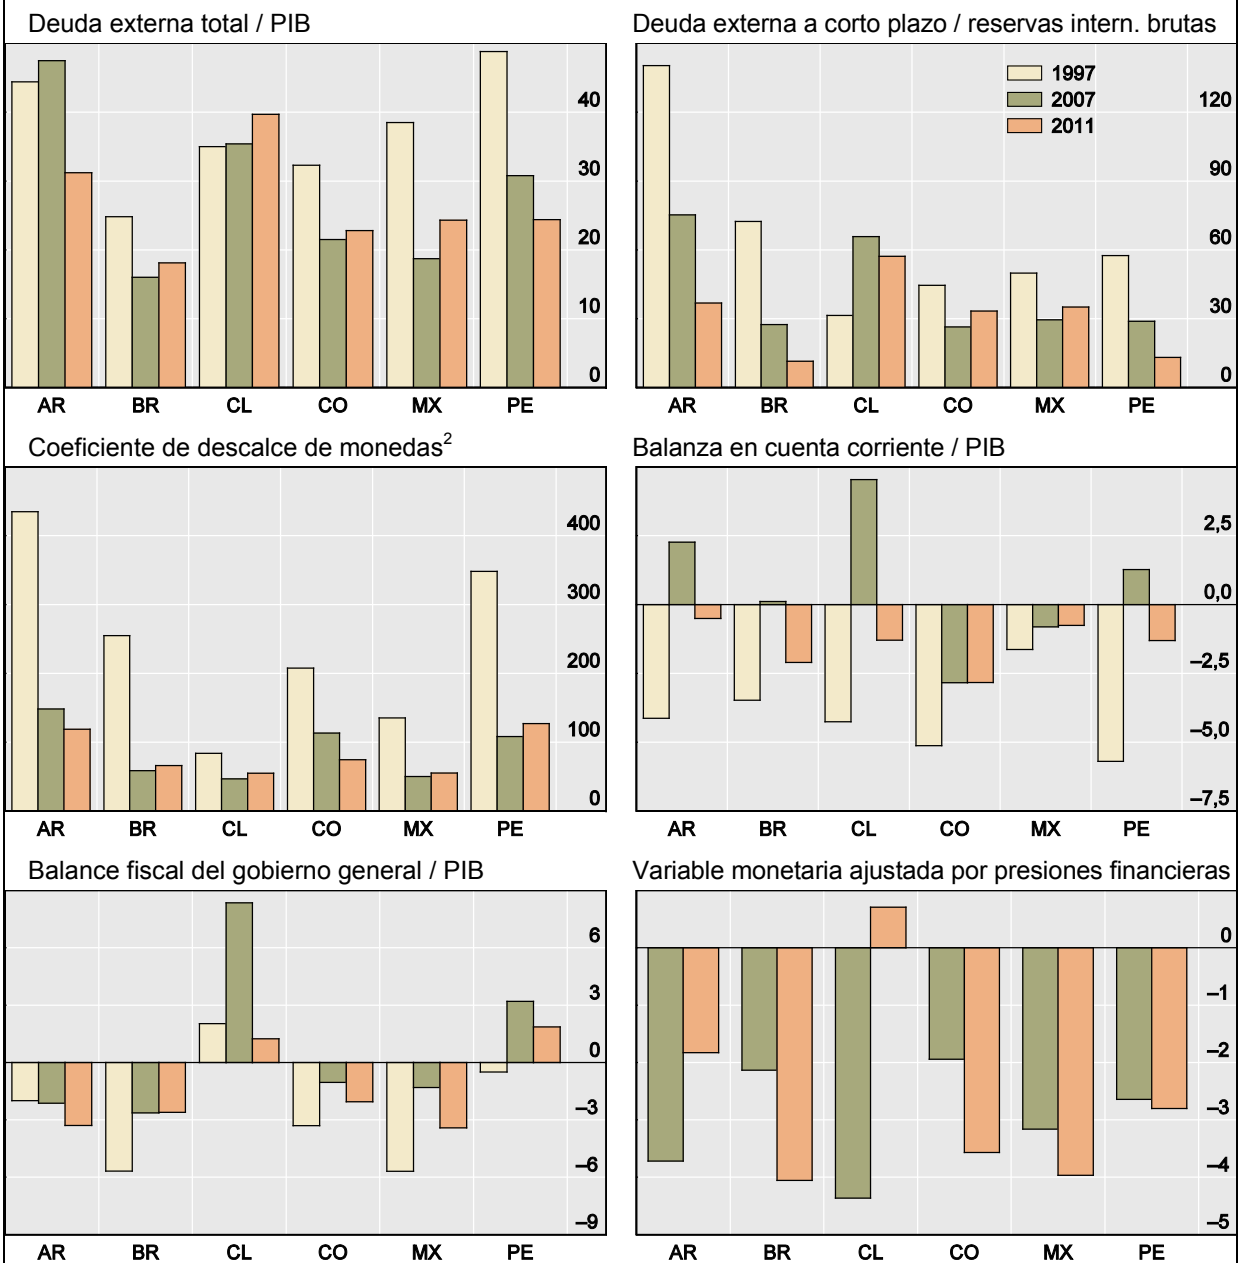 Deuda externa total / PIB
40
30
20
10
0
AR BR CL CO MX PE
Deuda externa a corto plazo / reservas intern. brutas
1997
2007
2011
120
90
60
30
0
AR BR CL CO MX PE
Coeficiente de descalce de monedas²
400
300
200
100
0
AR BR CL CO MX PE
Balanza en cuenta corriente / PIB
2,5
0,0
–2,5
–5,0
–7,5
AR BR CL CO MX PE
Balance fiscal del gobierno general / PIB
6
3
0
–3
–6
–9
AR BR CL CO MX PE
Variable monetaria ajustada por presiones financieras
0
–1
–2
–3
–4
–5
AR BR CL CO MX PE